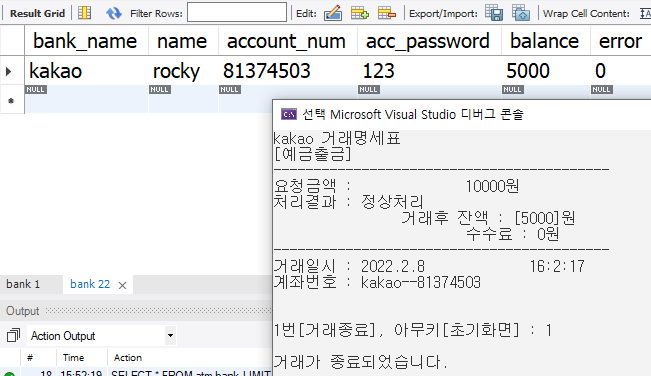 Result Grid Filter Rows: Edit: Export/Import: Wrap Cell Content:
bank_name name account_num acc_password balance error
kakao rocky 81374503 123 5000 0
NULL NULL NULL NULL NULL NULL
선택 Microsoft Visual Studio 디버그 콘솔
kakao 거래명세표
[예금출금]
------------------------------------------
요청금액 : 10000원
처리결과 : 정상처리
거래후 잔액 : [5000]원
수수료 : 0원
------------------------------------------
거래일시 : 2022.2.8 16:2:17
계좌번호 : kakao--81374503
1번[거래종료], 아무키[초기화면] : 1
거래가 종료되었습니다.
bank 1 bank 22
Output
Action Output
# Time Action
18 15:52:19 SELECT * FROM atm.bank LIMIT